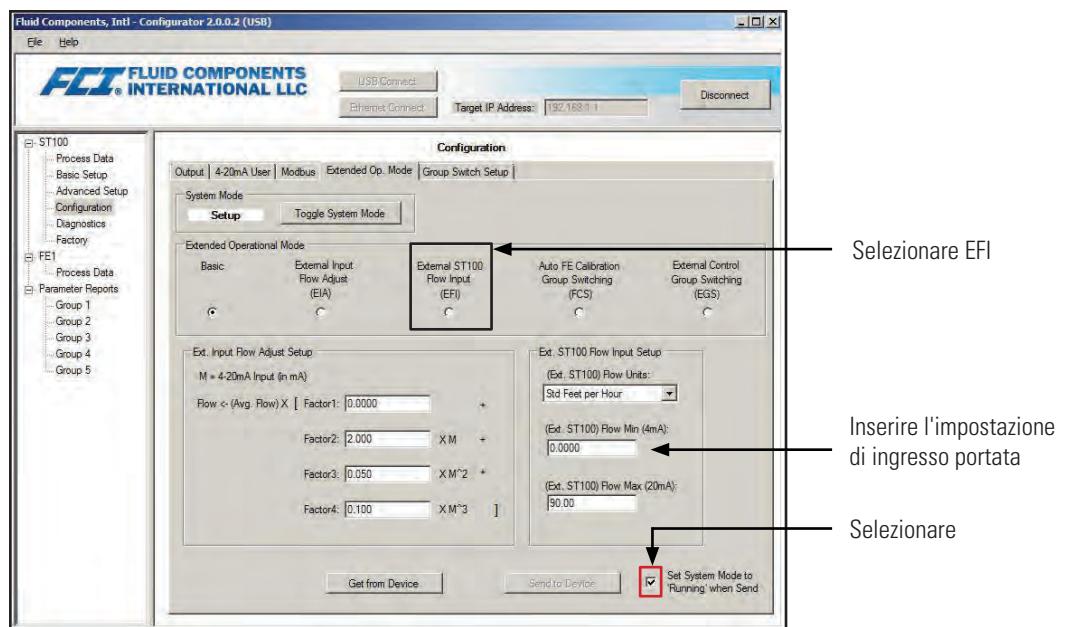 Fluid Components, Intl - Configurator 2.0.0.2 (USB)
File Help
FCI® FLUID COMPONENTS
INTERNATIONAL LLC
USB Connect
Ethernet Connect
Target IP Address: 192.168.1.1
Disconnect
ST100
Process Data
Basic Setup
Advanced Setup
Configuration
Diagnostics
Factory
FE1
Process Data
Parameter Reports
Group 1
Group 2
Group 3
Group 4
Group 5
Configuration
Output 4-20mA User Modbus Extended Op. Mode Group Switch Setup
System Mode
Setup Toggle System Mode
Extended Operational Mode
Basic
External Input
Flow Adjust
(EIA)
External ST100
Flow Input
(EFI)
Auto FE Calibration
Group Switching
(FCS)
External Control
Group Switching
(EGS)
Ext. Input Flow Adjust Setup
M = 4-20mA Input (in mA)
Flow <- (Avg. Flow) X [ Factor1: 0.0000 +
Factor2: 2.000 X M +
Factor3: 0.050 X M^2 +
Factor4: 0.100 X M^3 ]
Ext. ST100 Flow Input Setup
(Ext. ST100) Flow Units:
Std Feet per Hour
(Ext. ST100) Flow Min (4mA):
0.0000
(Ext. ST100) Flow Max (20mA):
90.00
Get from Device
Send to Device
Set System Mode to
'Running' when Send
Selezionare EFI
Inserire l'impostazione
di ingresso portata
Selezionare